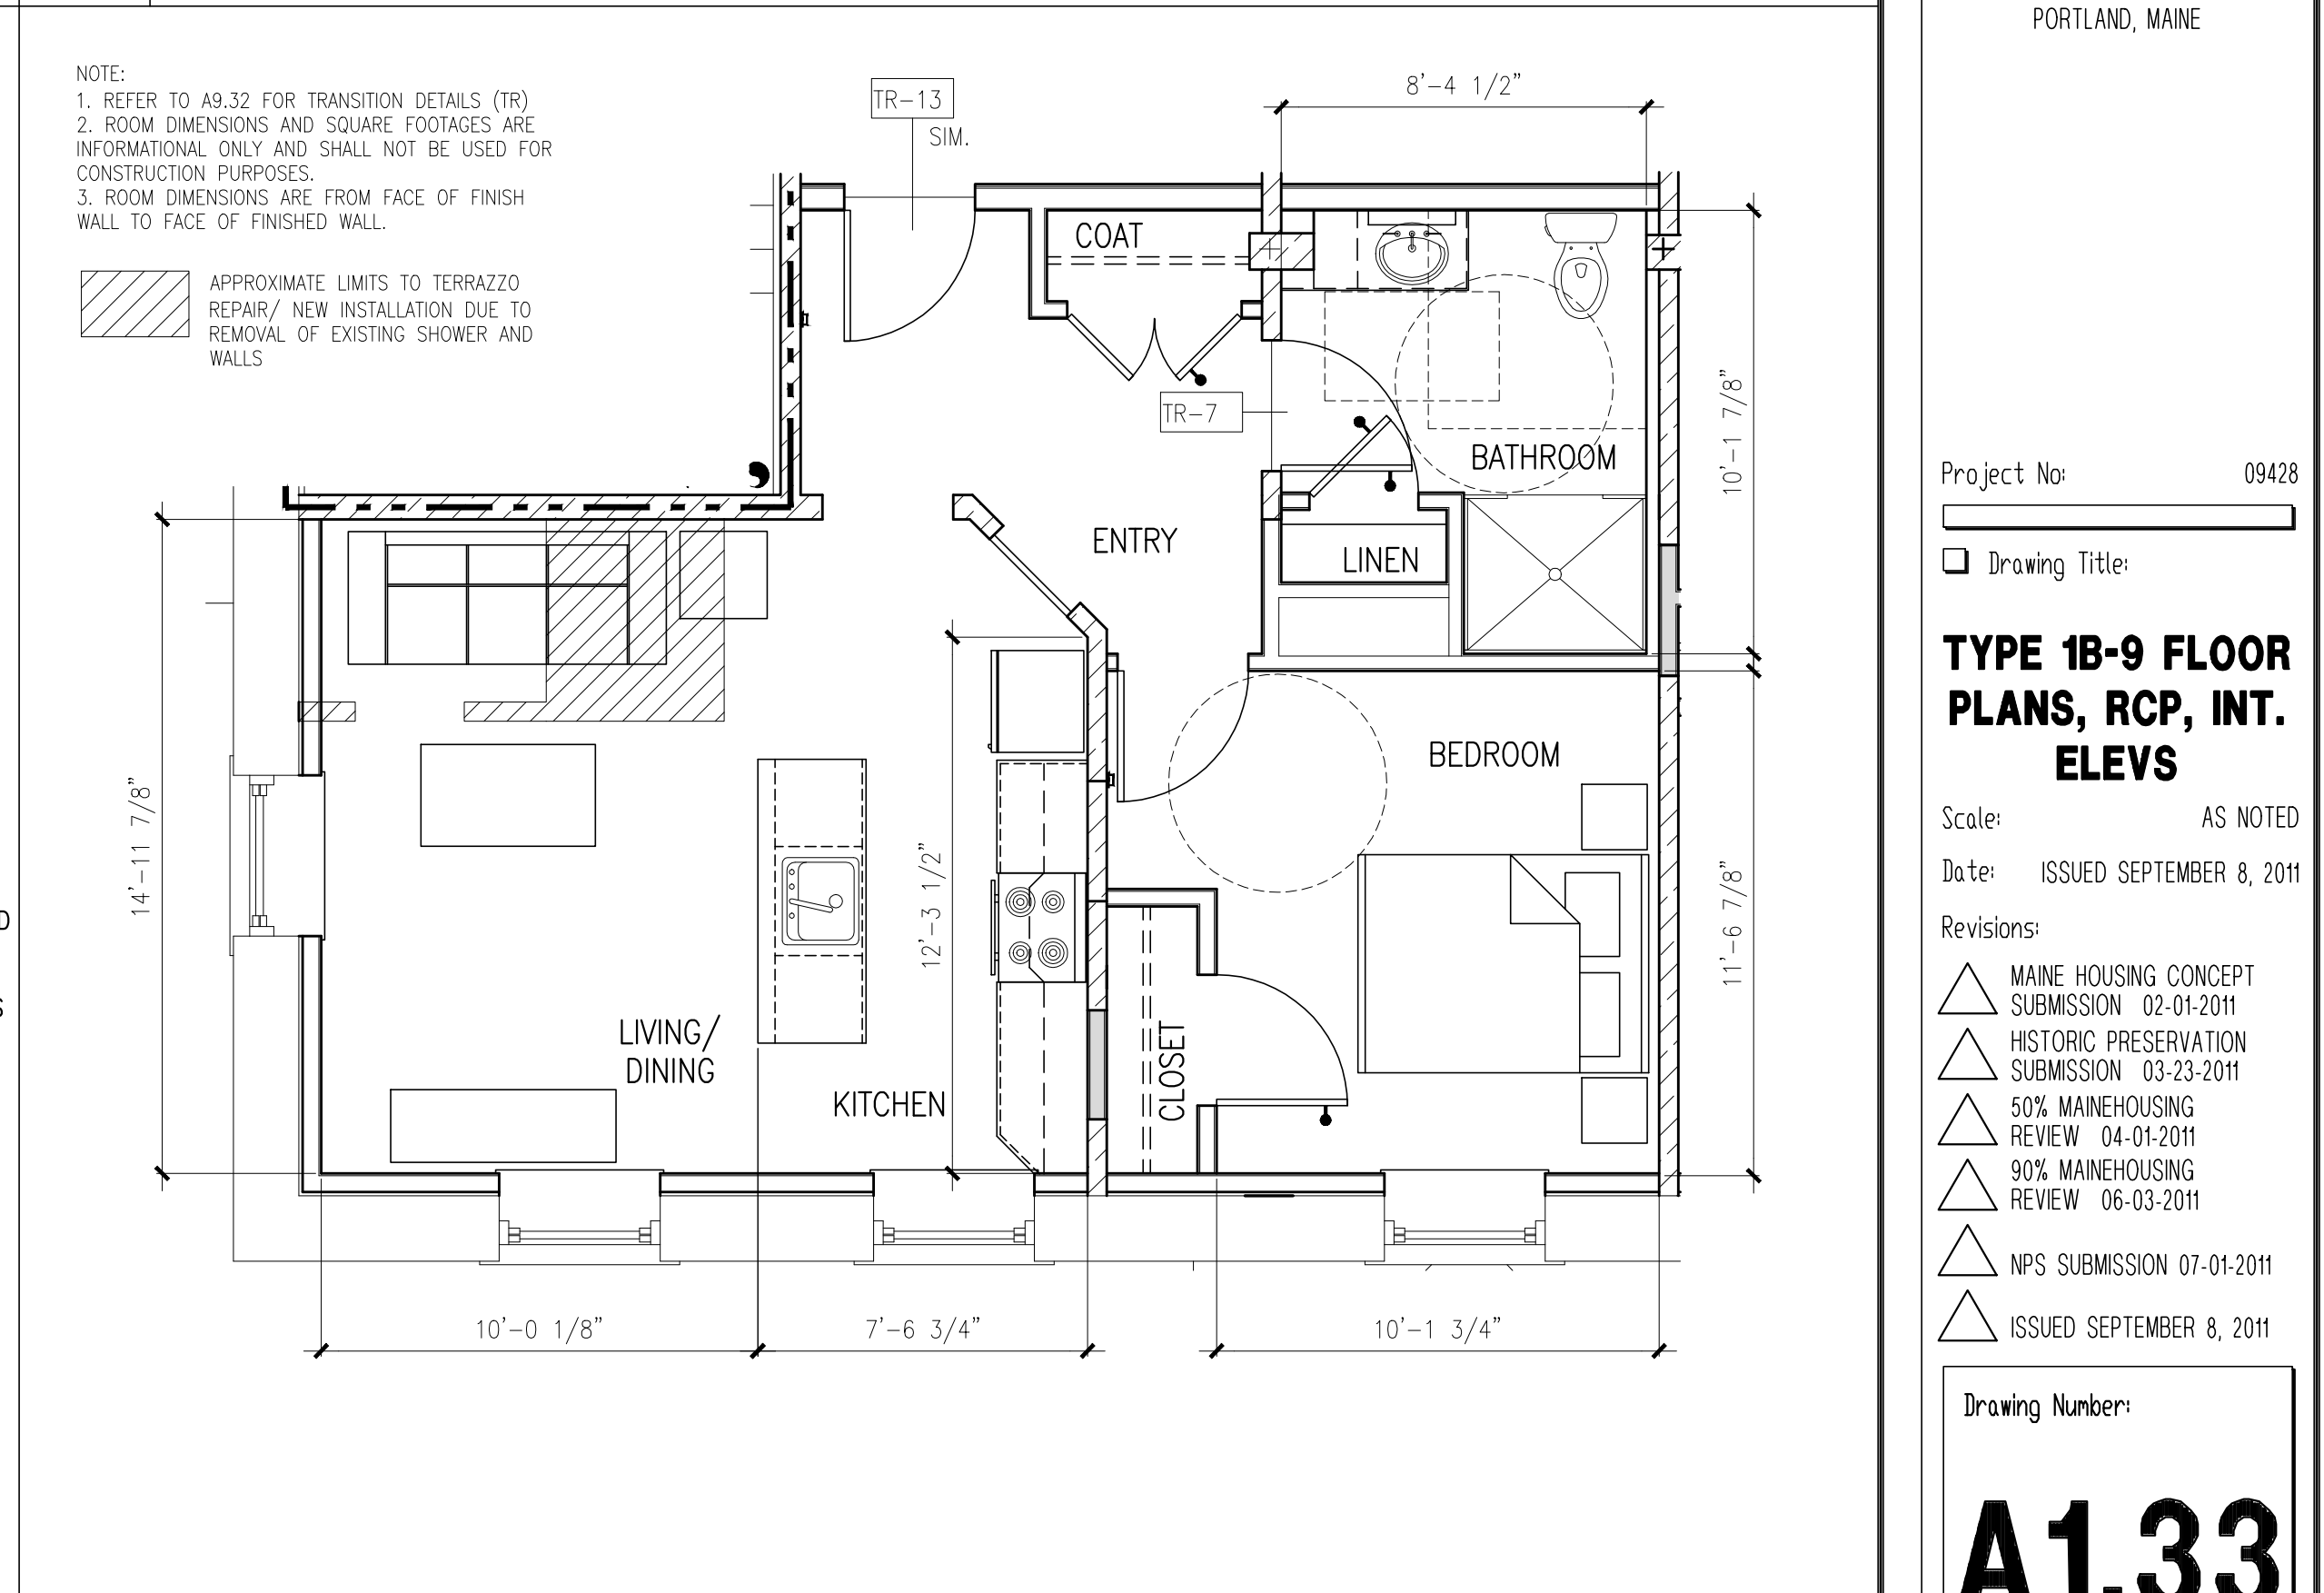 PORTLAND, MAINE
NOTE:
1. REFER TO A9.32 FOR TRANSITION DETAILS (TR)
2. ROOM DIMENSIONS AND SQUARE FOOTAGES ARE
INFORMATIONAL ONLY AND SHALL NOT BE USED FOR
CONSTRUCTION PURPOSES.
3. ROOM DIMENSIONS ARE FROM FACE OF FINISH
WALL TO FACE OF FINISHED WALL.
APPROXIMATE LIMITS TO TERRAZZO
REPAIR/ NEW INSTALLATION DUE TO
REMOVAL OF EXISTING SHOWER AND
WALLS
TR-13
SIM.
8'-4 1/2"
COAT
TR-7
BATHROOM
10'-1 7/8"
ENTRY
LINEN
BEDROOM
14'-11 7/8"
12'-3 1/2"
11'-6 7/8"
LIVING/
DINING
KITCHEN
CLOSET
10'-0 1/8"
7'-6 3/4"
10'-1 3/4"
Project No: 09428
Drawing Title:
TYPE 1B-9 FLOOR
PLANS, RCP, INT.
ELEVS
Scale: AS NOTED
Date: ISSUED SEPTEMBER 8, 2011
Revisions:
MAINE HOUSING CONCEPT
SUBMISSION 02-01-2011
HISTORIC PRESERVATION
SUBMISSION 03-23-2011
50% MAINEHOUSING
REVIEW 04-01-2011
90% MAINEHOUSING
REVIEW 06-03-2011
NPS SUBMISSION 07-01-2011
ISSUED SEPTEMBER 8, 2011
Drawing Number:
A1.33